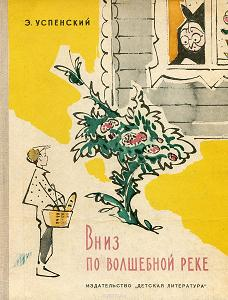 Э. УСПЕНСКИЙ
Вниз
ПО ВОЛШЕБНОЙ РЕКЕ
ИЗДАТЕЛЬСТВО „ДЕТСКАЯ ЛИТЕРАТУРА"